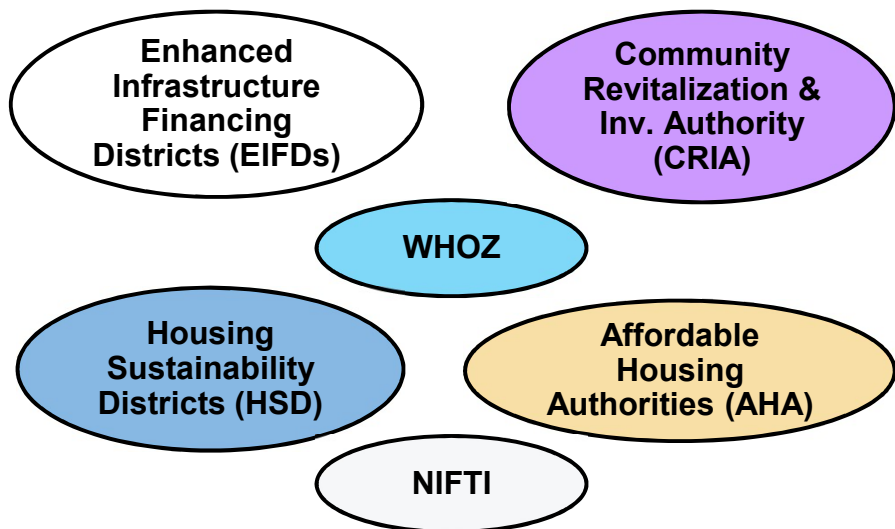 Enhanced
Infrastructure
Financing
Districts (EIFDs)
Community
Revitalization &
Inv. Authority
(CRIA)
WHOZ
Housing
Sustainability
Districts (HSD)
Affordable
Housing
Authorities (AHA)
NIFTI